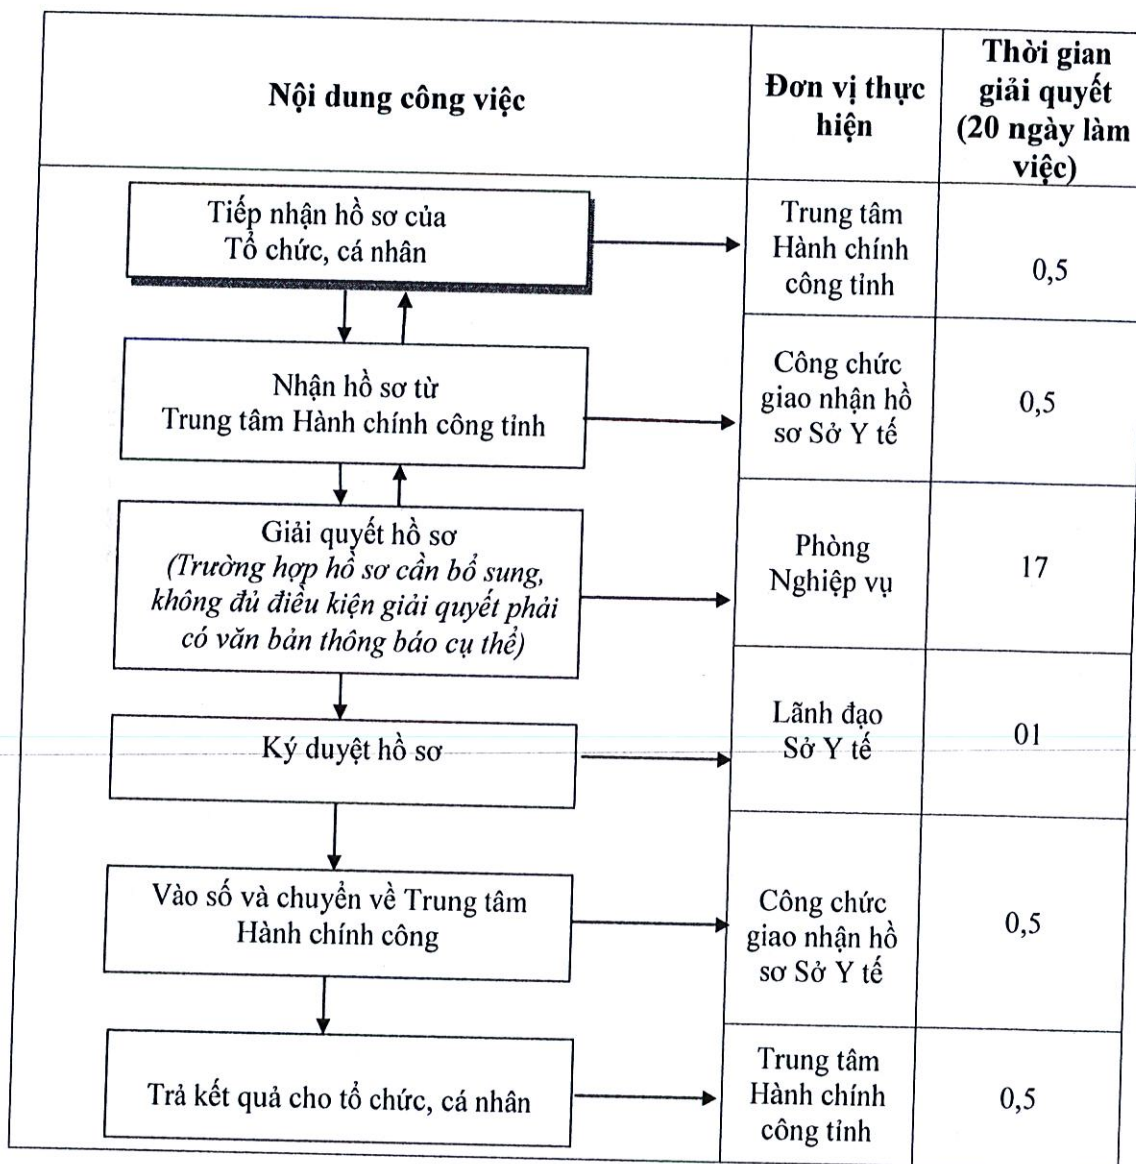 Nội dung công việc
Đơn vị thực
hiện
Thời gian
giải quyết
(20 ngày làm
việc)
Tiếp nhận hồ sơ của
Tổ chức, cá nhân
Trung tâm
Hành chính
công tỉnh
0,5
Nhận hồ sơ từ
Trung tâm Hành chính công tỉnh
Công chức
giao nhận hồ
sơ Sở Y tế
0,5
Giải quyết hồ sơ
(Trường hợp hồ sơ cần bổ sung,
không đủ điều kiện giải quyết phải
có văn bản thông báo cụ thể)
Phòng
Nghiệp vụ
17
Ký duyệt hồ sơ
Lãnh đạo
Sở Y tế
01
Vào số và chuyển về Trung tâm
Hành chính công
Công chức
giao nhận hồ
sơ Sở Y tế
0,5
Trả kết quả cho tổ chức, cá nhân
Trung tâm
Hành chính
công tỉnh
0,5